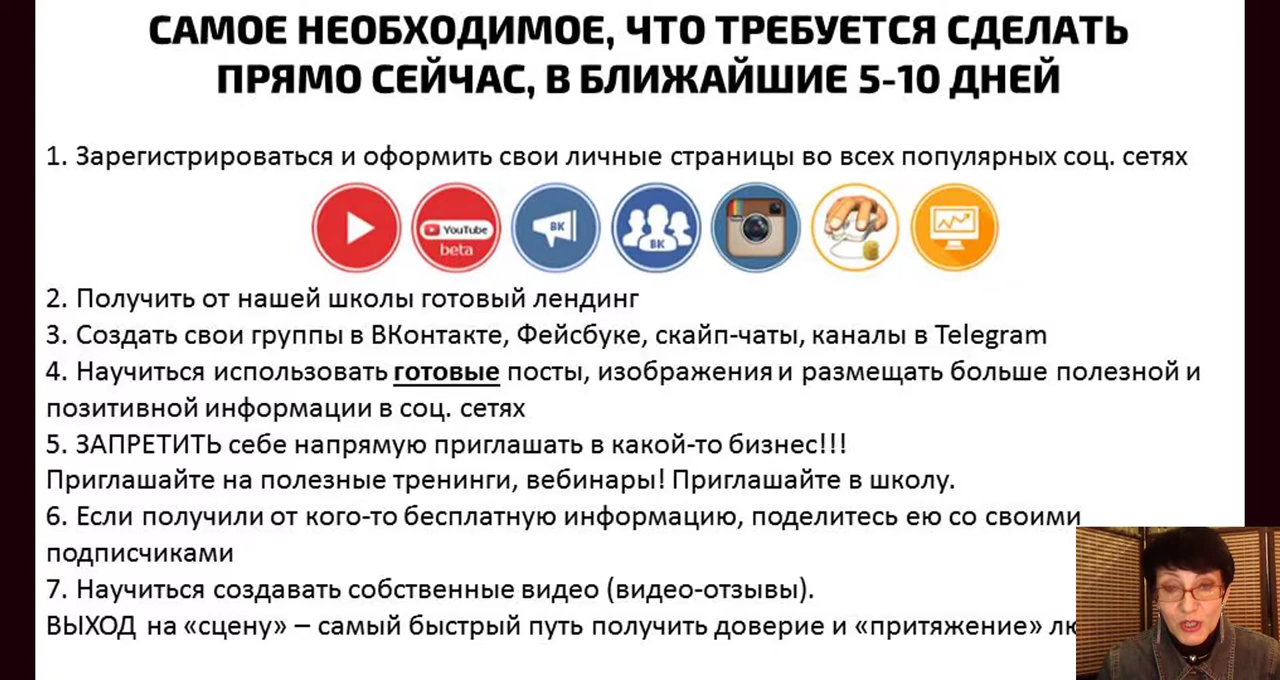 САМОЕ НЕОБХОДИМОЕ, ЧТО ТРЕБУЕТСЯ СДЕЛАТЬ
ПРЯМО СЕЙЧАС, В БЛИЖАЙШИЕ 5-10 ДНЕЙ
1. Зарегистрироваться и оформить свои личные страницы во всех популярных соц. сетях
YouTube
beta
ВК
ВК
2. Получить от нашей школы готовый лендинг
3. Создать свои группы в ВКонтакте, Фейсбуке, скайп-чаты, каналы в Telegram
4. Научиться использовать готовые посты, изображения и размещать больше полезной и
позитивной информации в соц. сетях
5. ЗАПРЕТИТЬ себе напрямую приглашать в какой-то бизнес!!!
Приглашайте на полезные тренинги, вебинары! Приглашайте в школу.
6. Если получили от кого-то бесплатную информацию, поделитесь ею со своими
подписчиками
7. Научиться создавать собственные видео (видео-отзывы).
ВЫХОД на «сцену» – самый быстрый путь получить доверие и «притяжение»